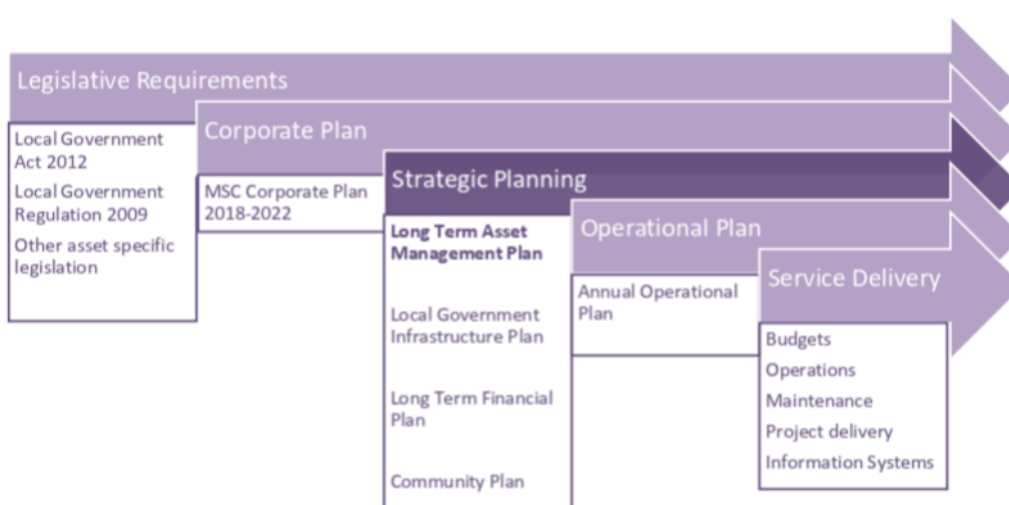 Legislative Requirements
Local Government
Act 2012
Local Government
Regulation 2009
Other asset specific
legislation
Corporate Plan
MSC Corporate Plan
2018-2022
Strategic Planning
Long Term Asset
Management Plan
Local Government
Infrastructure Plan
Long Term Financial
Plan
Community Plan
Operational Plan
Annual Operational
Plan
Service Delivery
Budgets
Operations
Maintenance
Project delivery
Information Systems